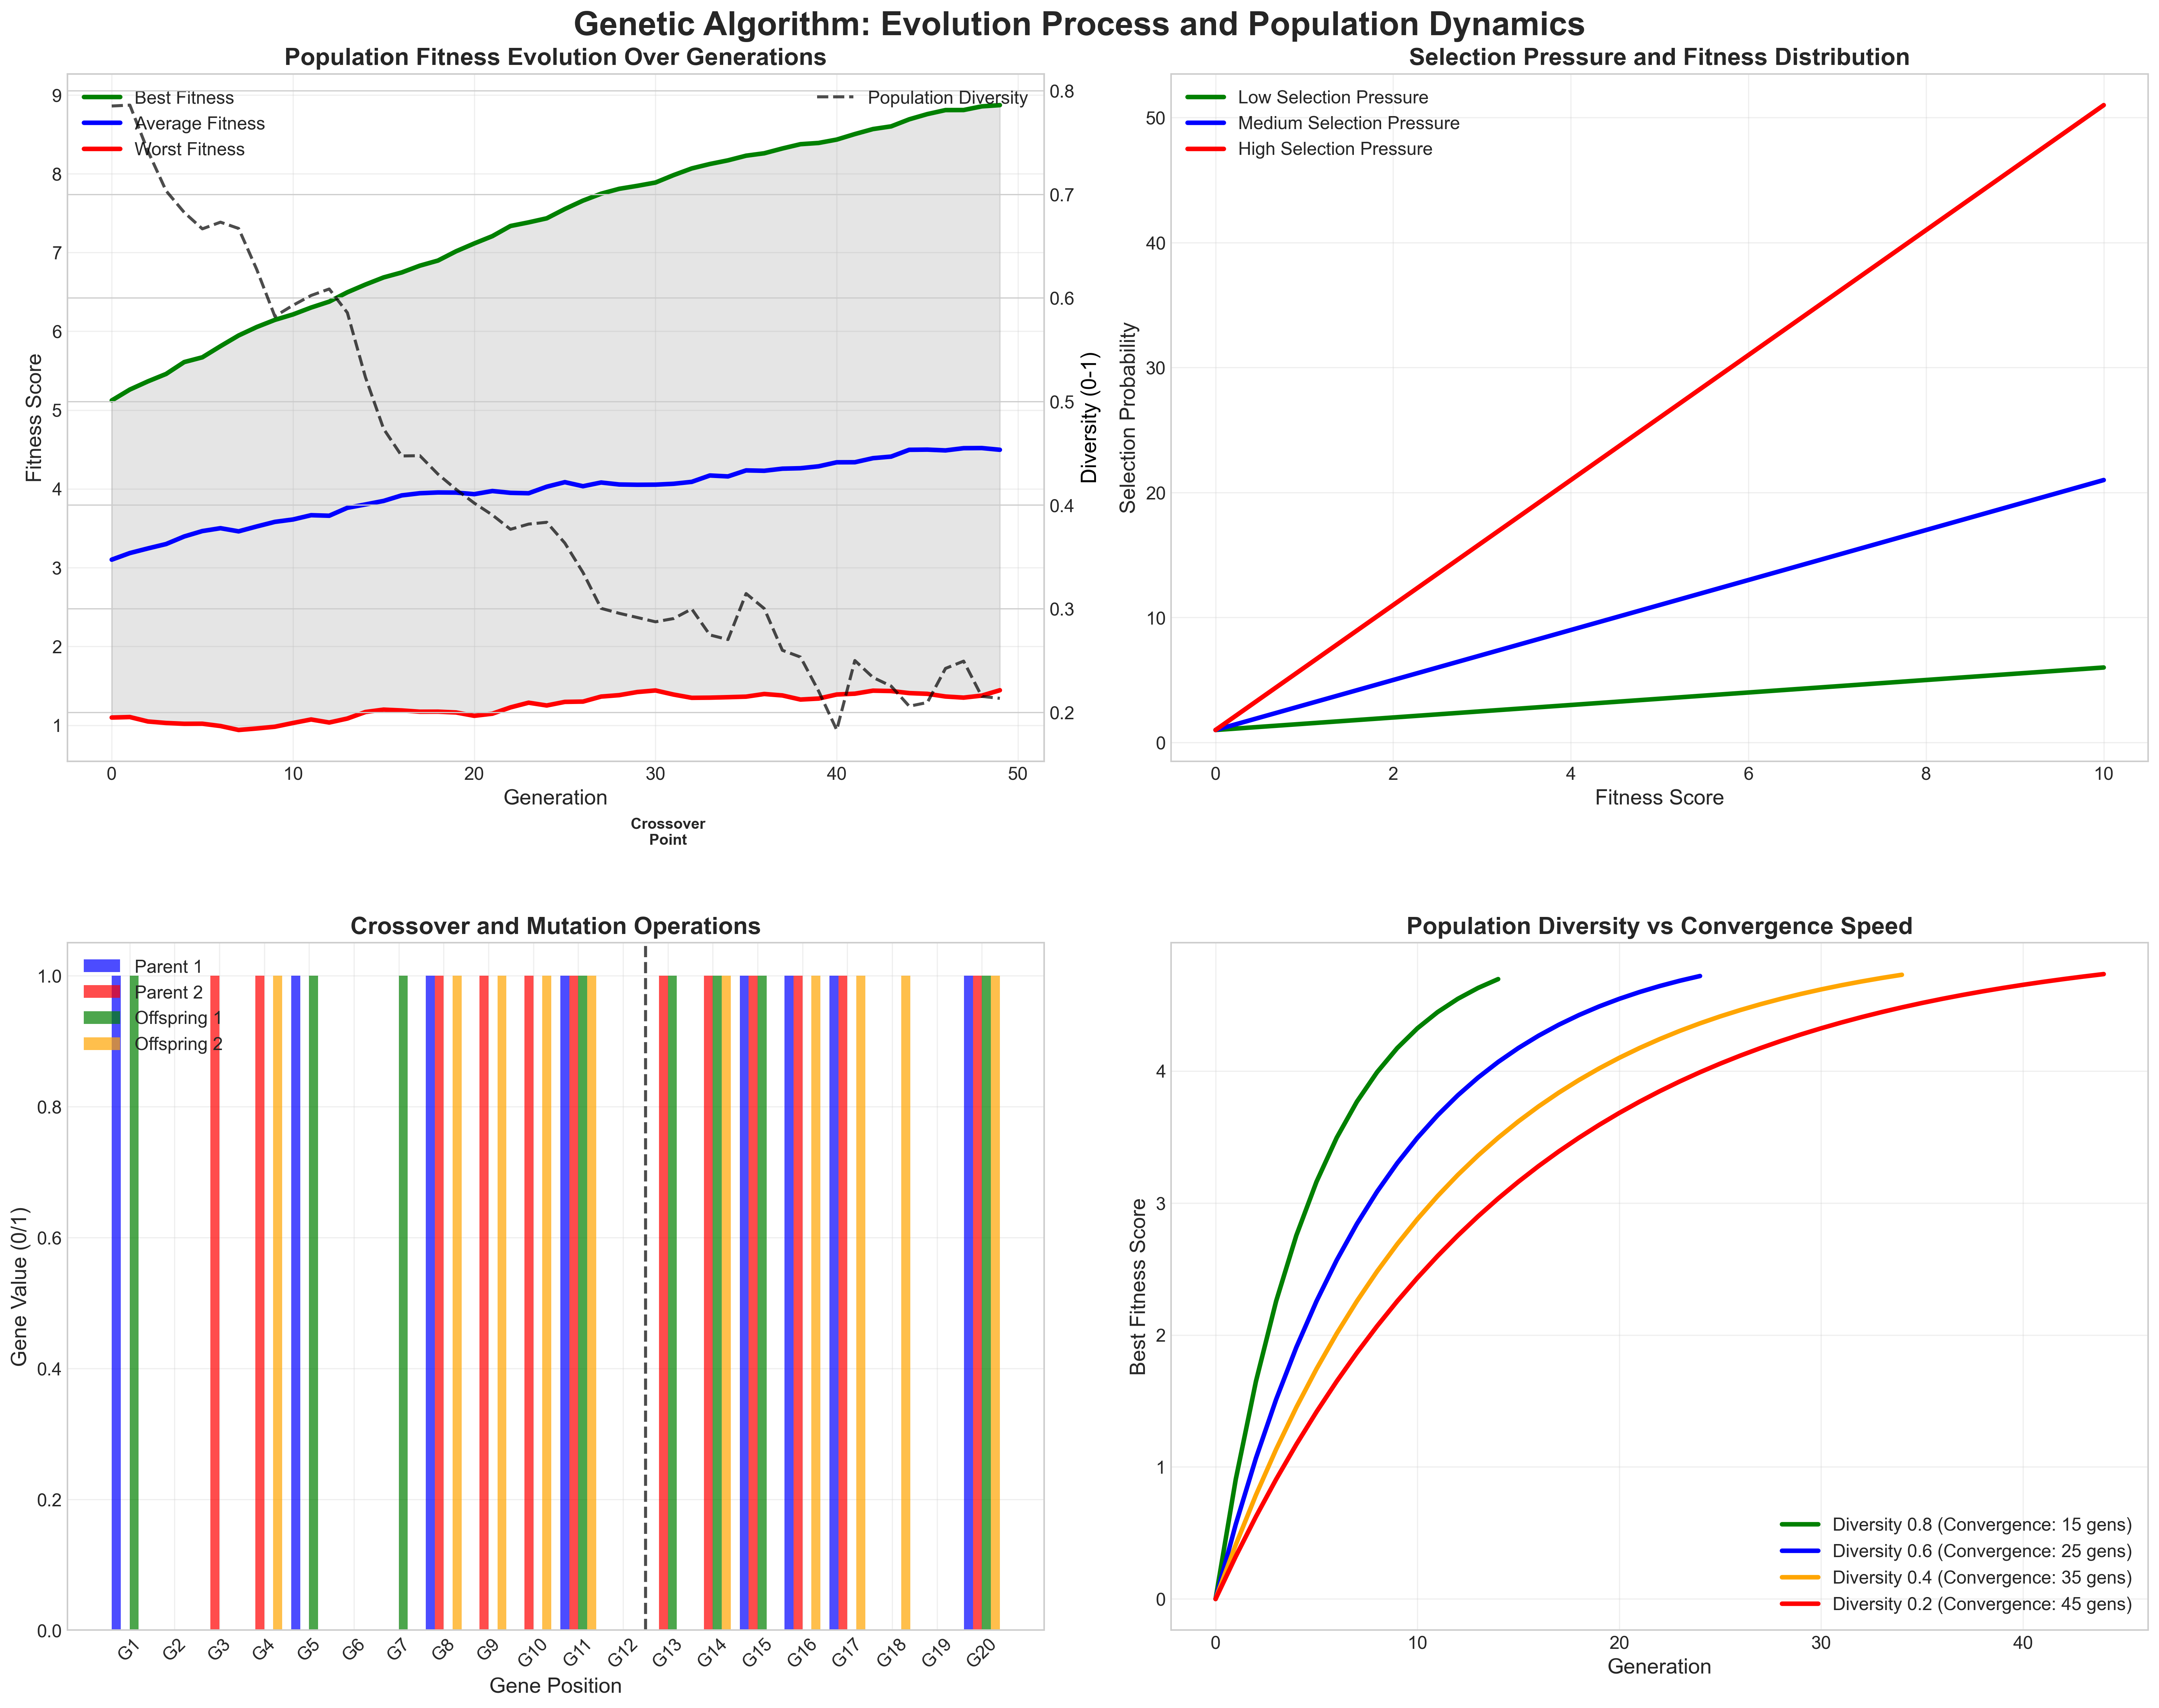 Genetic Algorithm: Evolution Process and Population Dynamics
Population Fitness Evolution Over Generations
Best Fitness
Average Fitness
Worst Fitness
Population Diversity
9
8
7
6
5
4
3
2
1
Fitness Score
0.8
0.7
0.6
0.5
0.4
0.3
0.2
Diversity (0-1)
0
10
20
30
40
50
Generation
Selection Pressure and Fitness Distribution
Low Selection Pressure
Medium Selection Pressure
High Selection Pressure
50
40
30
20
10
0
Selection Probability
0
2
4
6
8
10
Fitness Score
Crossover
Point
Crossover and Mutation Operations
Parent 1
Parent 2
Offspring 1
Offspring 2
1.0
0.8
0.6
0.4
0.2
0.0
Gene Value (0/1)
G1
G2
G3
G4
G5
G6
G7
G8
G9
G10
G11
G12
G13
G14
G15
G16
G17
G18
G19
G20
Gene Position
Population Diversity vs Convergence Speed
4
3
2
1
0
Best Fitness Score
Diversity 0.8 (Convergence: 15 gens)
Diversity 0.6 (Convergence: 25 gens)
Diversity 0.4 (Convergence: 35 gens)
Diversity 0.2 (Convergence: 45 gens)
0
10
20
30
40
Generation